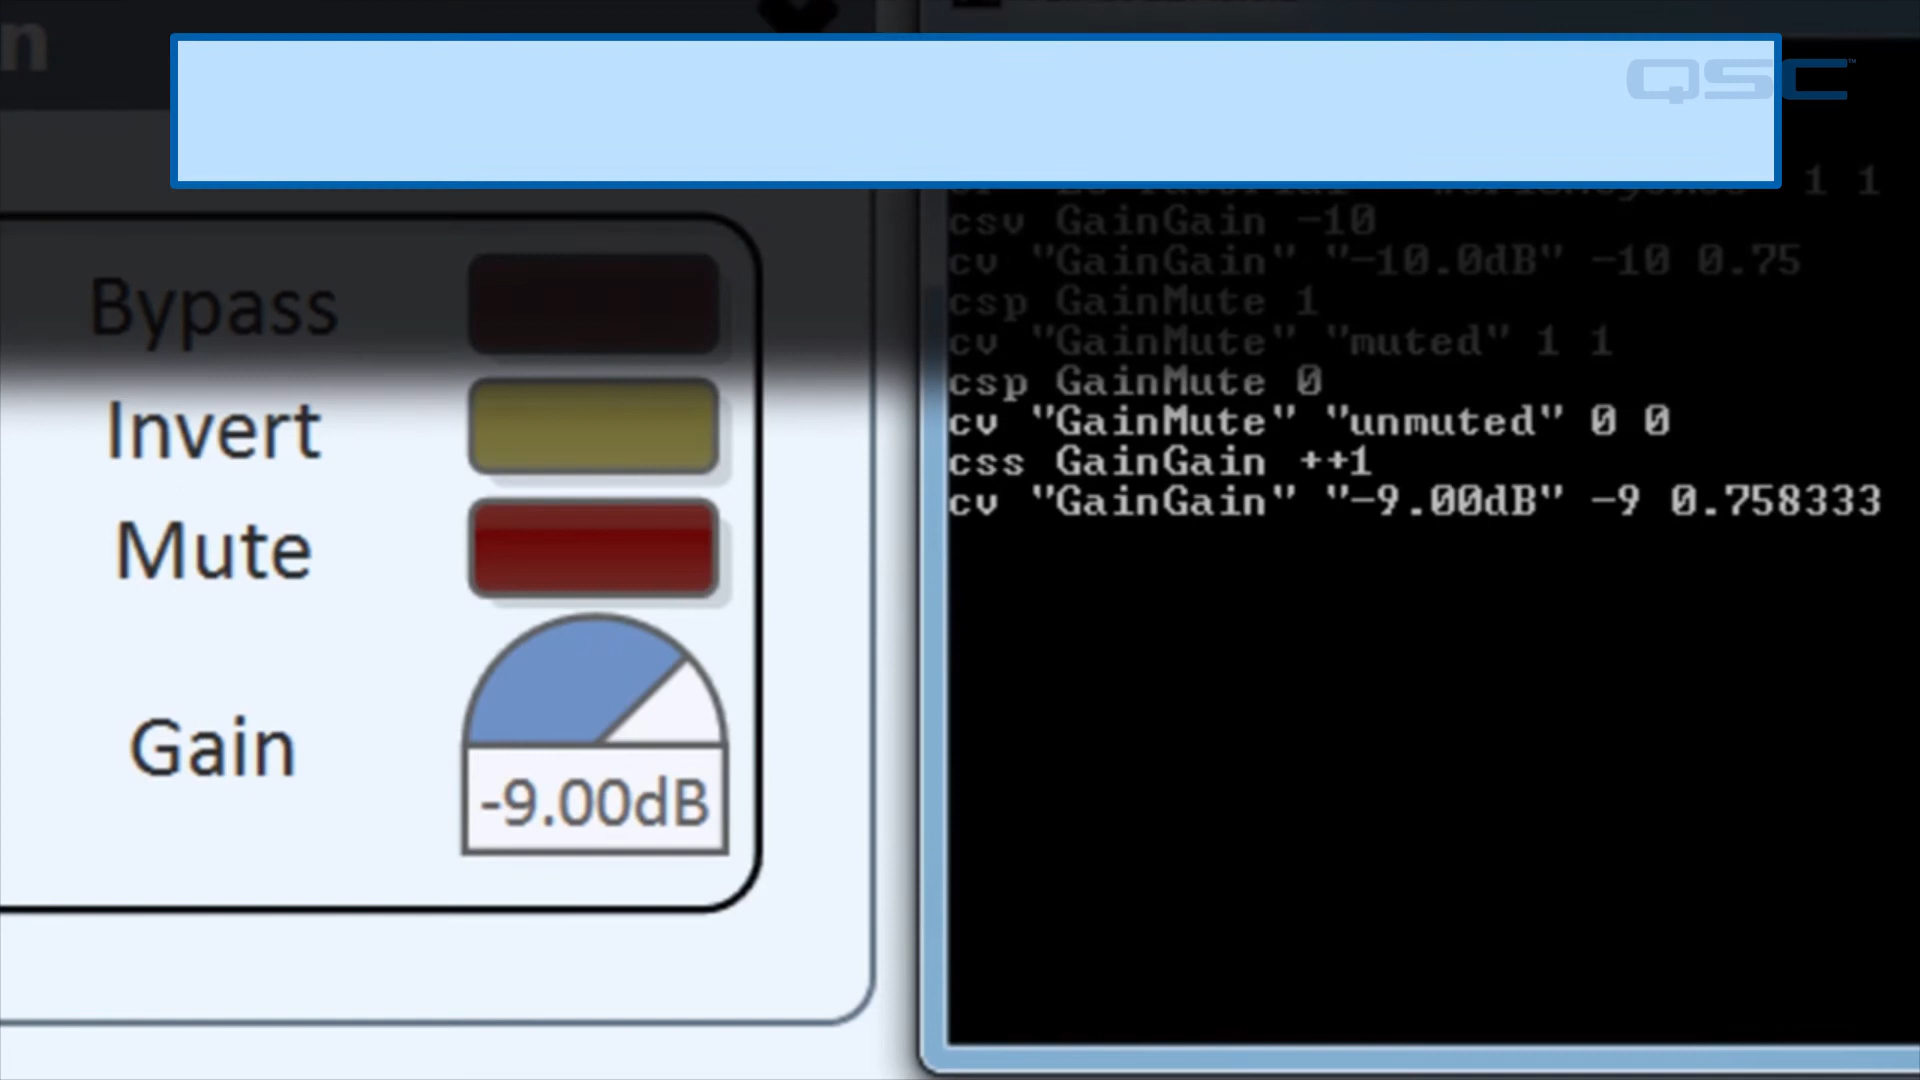 n
QSC
Bypass
Invert
Mute
Gain
-9.00dB
1 1
csv GainGain -10
cv "GainGain" "-10.0dB" -10 0.75
csp GainMute 1
cv "GainMute" "muted" 1 1
csp GainMute 0
cv "GainMute" "unmuted" 0 0
css GainGain ++1
cv "GainGain" "-9.00dB" -9 0.758333